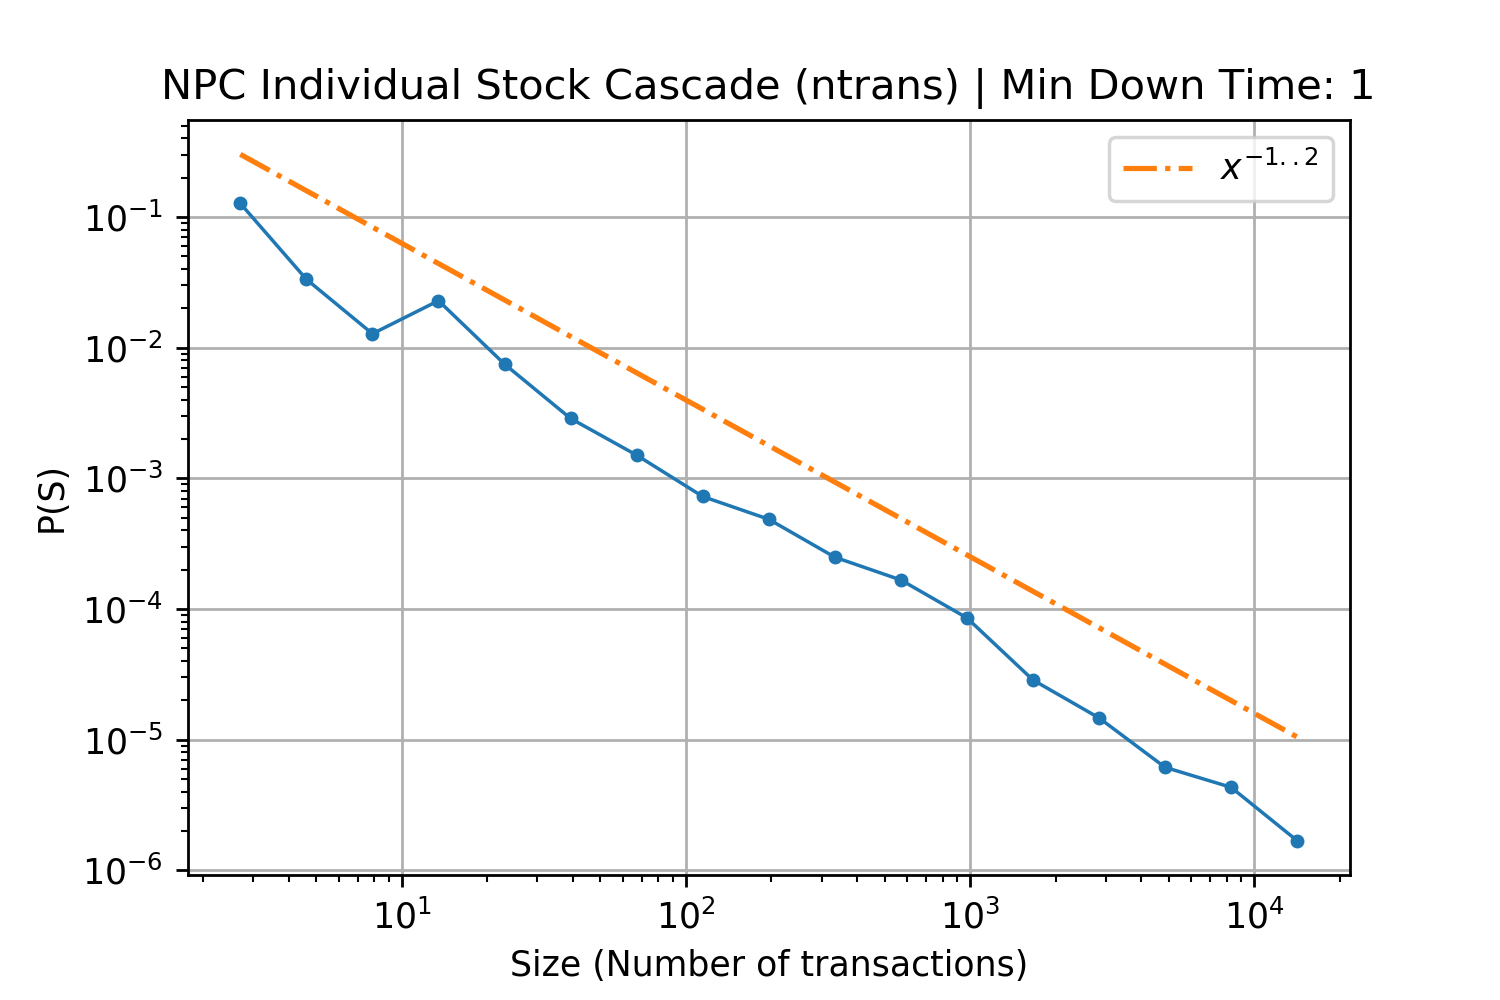 NPC Individual Stock Cascade (ntrans) | Min Down Time: 1
x^{-1..2}
10^{-1}
10^{-2}
10^{-3}
10^{-4}
10^{-5}
10^{-6}
P(S)
10^{1} 10^{2} 10^{3} 10^{4}
Size (Number of transactions)